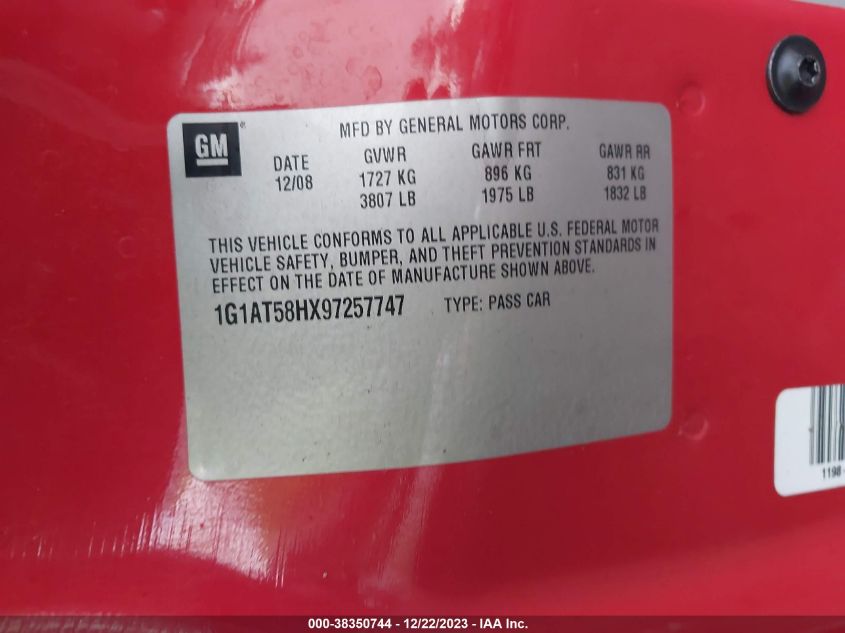 GM
MFD BY GENERAL MOTORS CORP.
DATE GVWR GAWR FRT GAWR RR
12/08 1727 KG 896 KG 831 KG
3807 LB 1975 LB 1832 LB
THIS VEHICLE CONFORMS TO ALL APPLICABLE U.S. FEDERAL MOTOR
VEHICLE SAFETY, BUMPER, AND THEFT PREVENTION STANDARDS IN
EFFECT ON THE DATE OF MANUFACTURE SHOWN ABOVE.
1G1AT58HX97257747 TYPE: PASS CAR
1198
000-38350744 - 12/22/2023 - IAA Inc.